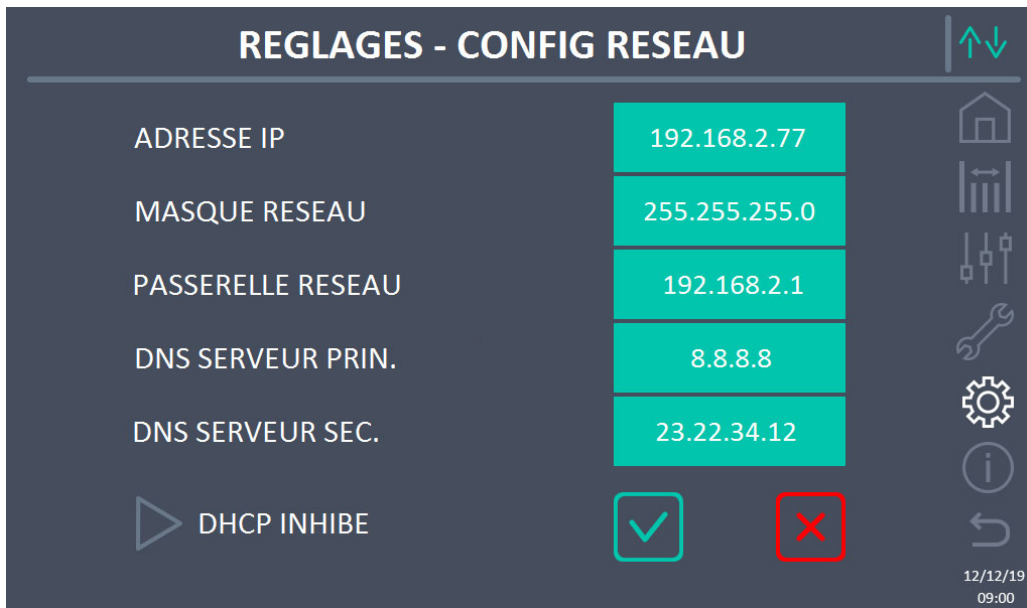 REGLAGES - CONFIG RESEAU
ADRESSE IP 192.168.2.77
MASQUE RESEAU 255.255.255.0
PASSERELLE RESEAU 192.168.2.1
DNS SERVEUR PRIN. 8.8.8.8
DNS SERVEUR SEC. 23.22.34.12
DHCP INHIBE
12/12/19
09:00